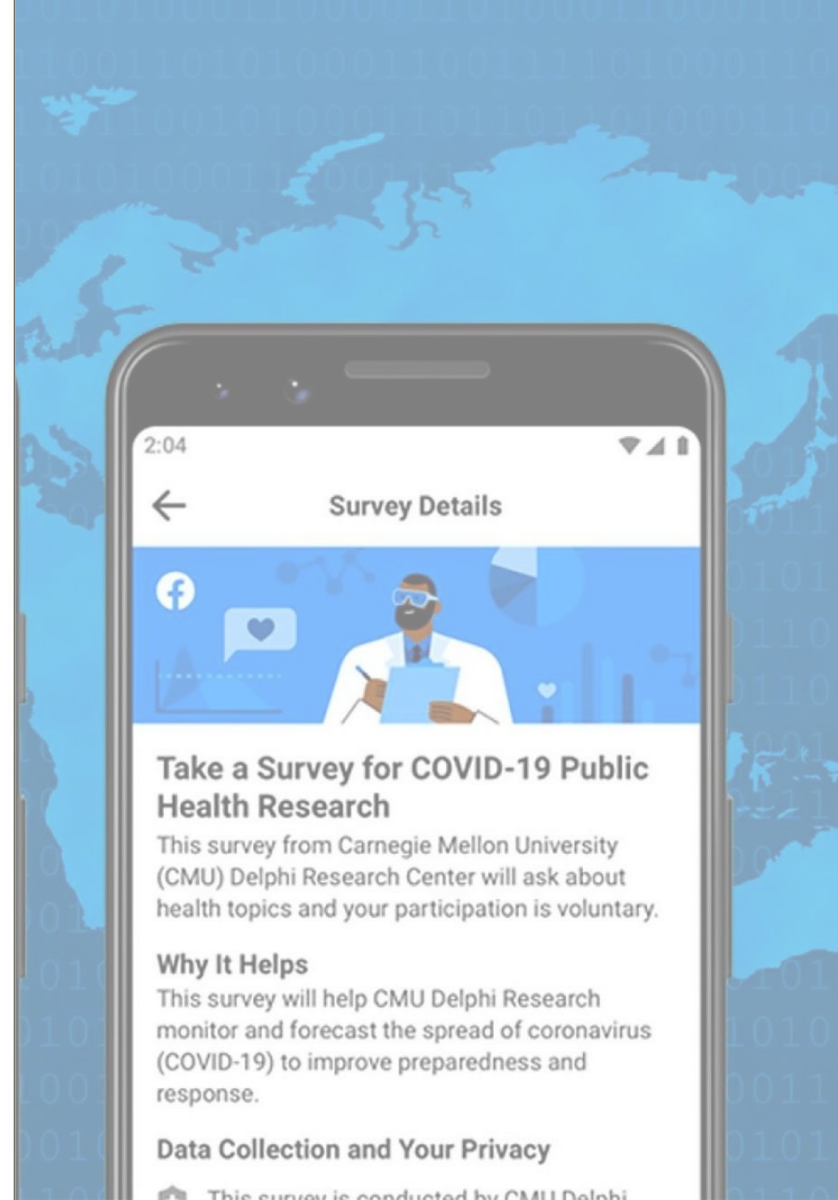 2:04
Survey Details
Take a Survey for COVID-19 Public
Health Research
This survey from Carnegie Mellon University
(CMU) Delphi Research Center will ask about
health topics and your participation is voluntary.
Why It Helps
This survey will help CMU Delphi Research
monitor and forecast the spread of coronavirus
(COVID-19) to improve preparedness and
response.
Data Collection and Your Privacy
This survey is conducted by CMU Delphi